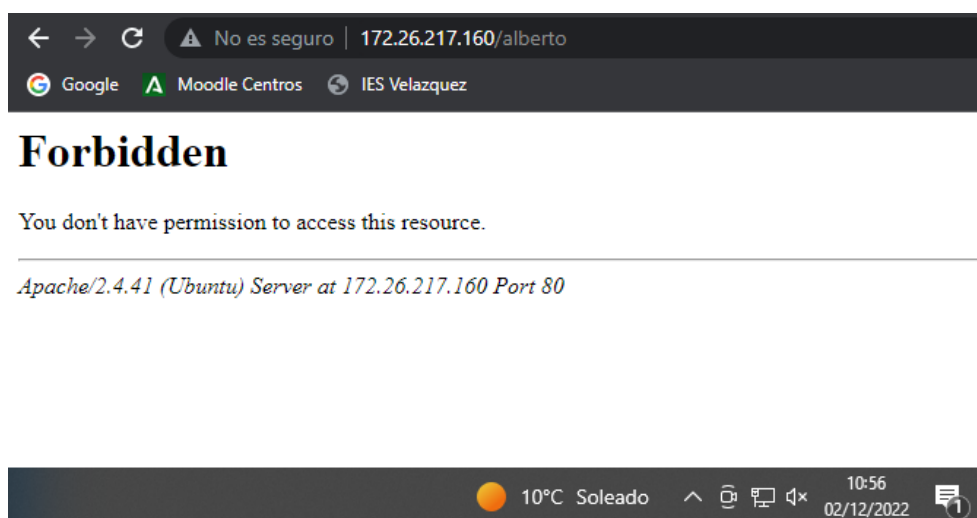 No es seguro | 172.26.217.160/alberto
Google Moodle Centros IES Velazquez
Forbidden
You don't have permission to access this resource.
Apache/2.4.41 (Ubuntu) Server at 172.26.217.160 Port 80
10°C Soleado
10:56
02/12/2022
1